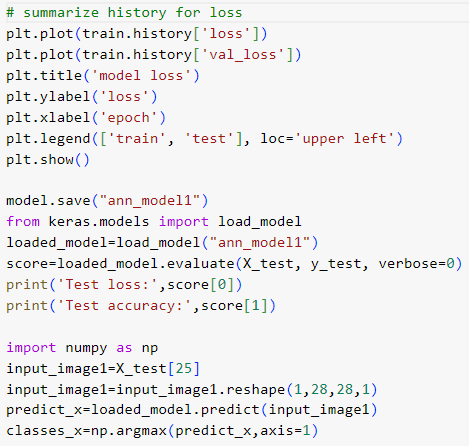 # summarize history for loss
plt.plot(train.history['loss'])
plt.plot(train.history['val_loss'])
plt.title('model loss')
plt.ylabel('loss')
plt.xlabel('epoch')
plt.legend(['train', 'test'], loc='upper left')
plt.show()

model.save("ann_model1")
from keras.models import load_model
loaded_model=load_model("ann_model1")
score=loaded_model.evaluate(X_test, y_test, verbose=0)
print('Test loss:',score[0])
print('Test accuracy:',score[1])

import numpy as np
input_image1=X_test[25]
input_image1=input_image1.reshape(1,28,28,1)
predict_x=loaded_model.predict(input_image1)
classes_x=np.argmax(predict_x,axis=1)